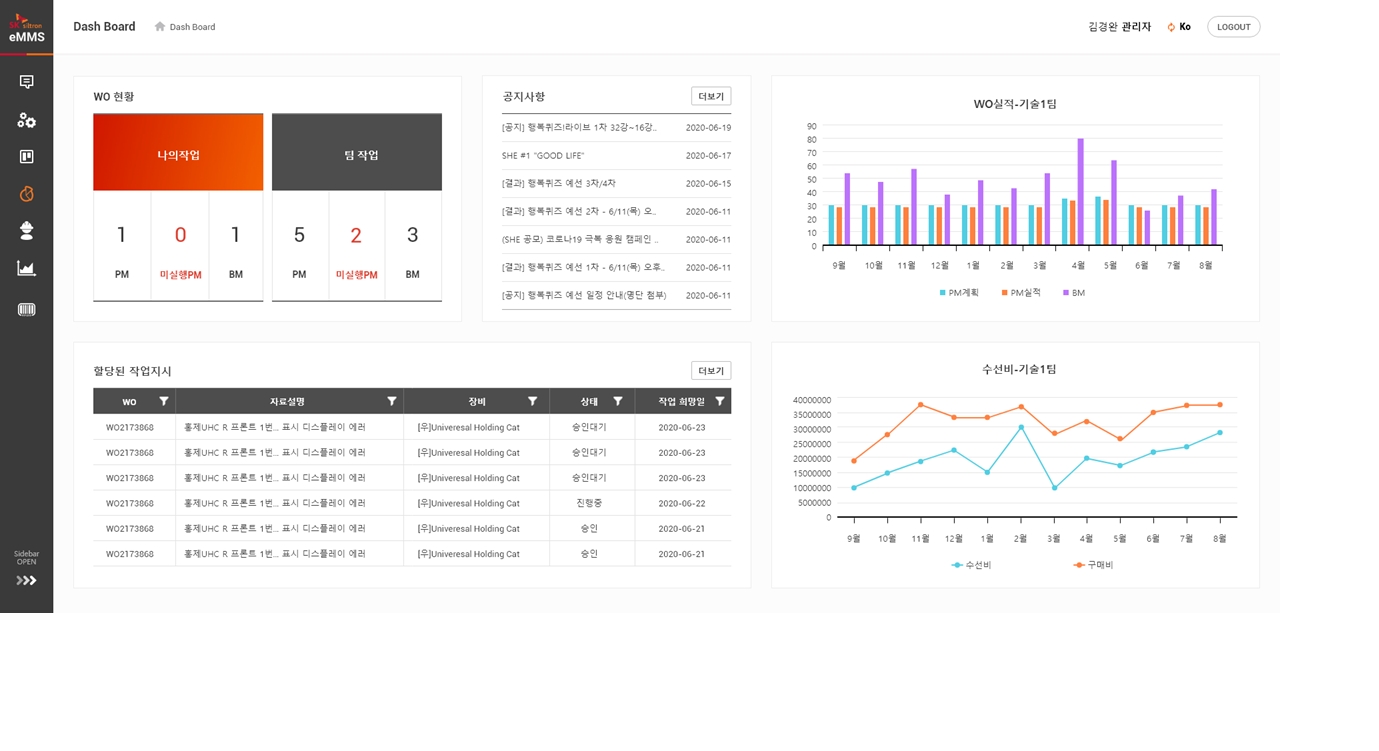 SK siltron
eMMS
Dash Board
Dash Board
김경완 관리자
Ko
LOGOUT
WO 현황
나의작업
팀 작업
1
0
1
5
2
3
PM
미실행PM
BM
PM
미실행PM
BM
공지사항
더보기
[공지] 행복퀴즈!라이브 1차 32강~16강.. 2020-06-19
SHE #1 "GOOD LIFE" 2020-06-17
[결과] 행복퀴즈 예선 3차/4차 2020-06-15
[결과] 행복퀴즈 예선 2차 - 6/11(목) 오.. 2020-06-11
(SHE 공모) 코로나19 극복 응원 캠페인 .. 2020-06-11
[결과] 행복퀴즈 예선 1차 - 6/11(목) 오후.. 2020-06-11
[공지] 행복퀴즈 예선 일정 안내(명단 첨부) 2020-06-11
WO실적-기술1팀
90
80
70
60
50
40
30
20
10
0
9월 10월 11월 12월 1월 2월 3월 4월 5월 6월 7월 8월
PM계획 PM실적 BM
할당된 작업지시
더보기
WO 자료설명 장비 상태 작업 희망일
WO2173868 홍제UHC R 프론트 1번... 표시 디스플레이 에러 [우]Univeresal Holding Cat 승인대기 2020-06-23
WO2173868 홍제UHC R 프론트 1번... 표시 디스플레이 에러 [우]Univeresal Holding Cat 승인대기 2020-06-23
WO2173868 홍제UHC R 프론트 1번... 표시 디스플레이 에러 [우]Univeresal Holding Cat 승인대기 2020-06-23
WO2173868 홍제UHC R 프론트 1번... 표시 디스플레이 에러 [우]Univeresal Holding Cat 진행중 2020-06-22
WO2173868 홍제UHC R 프론트 1번... 표시 디스플레이 에러 [우]Univeresal Holding Cat 승인 2020-06-21
WO2173868 홍제UHC R 프론트 1번... 표시 디스플레이 에러 [우]Univeresal Holding Cat 승인 2020-06-21
수선비-기술1팀
40000000
35000000
30000000
25000000
20000000
15000000
10000000
5000000
0
9월 10월 11월 12월 1월 2월 3월 4월 5월 6월 7월 8월
수선비 구매비
Sidebar
OPEN